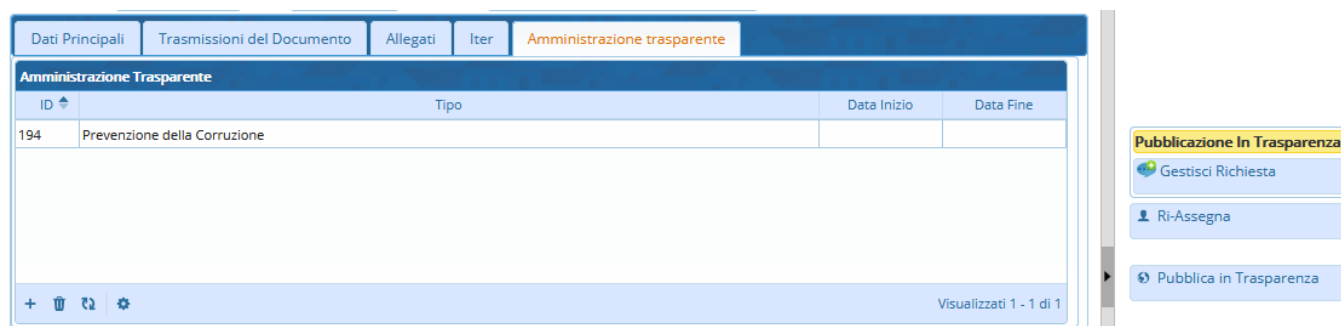 Dati Principali Trasmissioni del Documento Allegati Iter Amministrazione trasparente
Amministrazione Trasparente
ID Tipo Data Inizio Data Fine
194 Prevenzione della Corruzione
Visualizzati 1 - 1 di 1
Pubblicazione In Trasparenza
Gestisci Richiesta
Ri-Assegna
Pubblica in Trasparenza